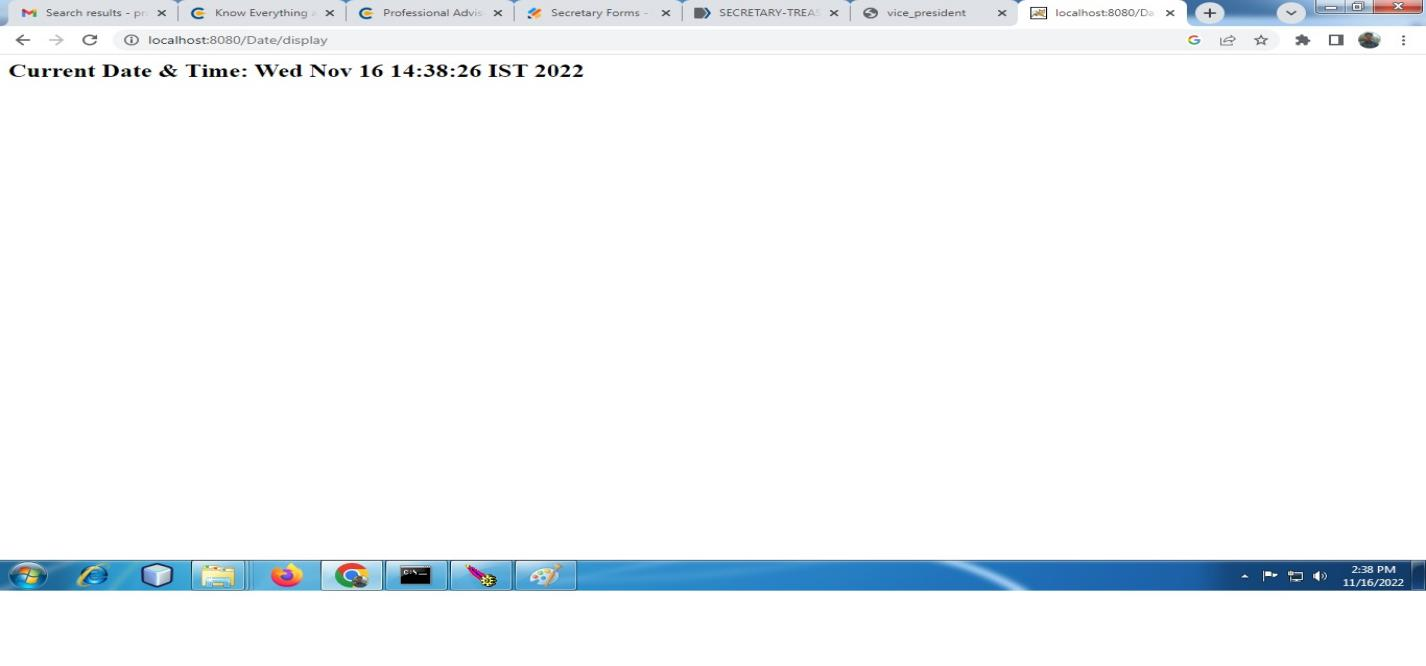 Search results - pr
Know Everything a
Professional Advis
Secretary Forms -
SECRETARY-TREAS
vice_president
localhost:8080/Da
localhost:8080/Date/display
Current Date & Time: Wed Nov 16 14:38:26 IST 2022
2:38 PM
11/16/2022